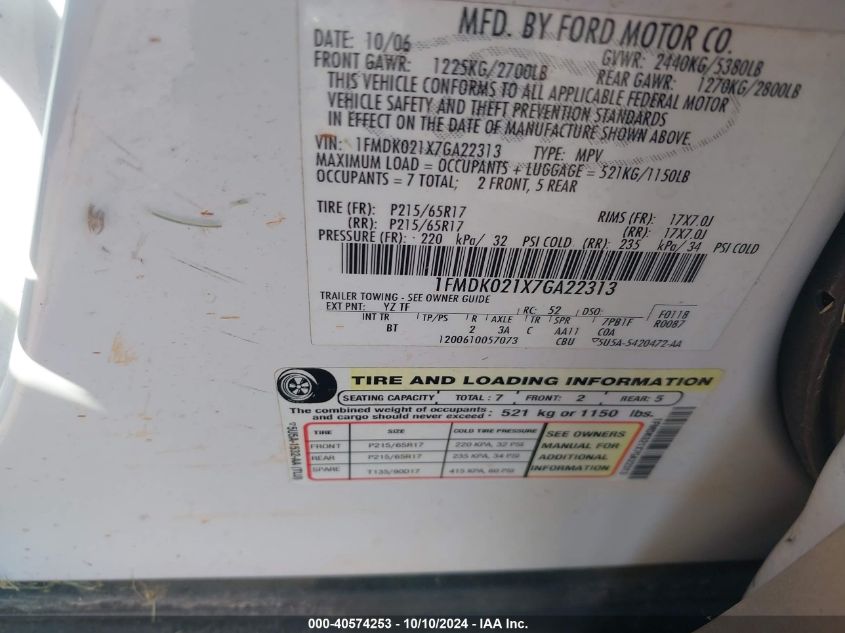 MFD. BY FORD MOTOR CO.
DATE: 10/06 GVWR: 2440KG/5380LB
FRONT GAWR: 1225KG/2700LB REAR GAWR: 1270KG/2800LB
THIS VEHICLE CONFORMS TO ALL APPLICABLE FEDERAL MOTOR
VEHICLE SAFETY AND THEFT PREVENTION STANDARDS
IN EFFECT ON THE DATE OF MANUFACTURE SHOWN ABOVE.
VIN: 1FMDK021X7GA22313 TYPE: MPV
MAXIMUM LOAD = OCCUPANTS + LUGGAGE = 521KG/1150LB
OCCUPANTS = 7 TOTAL; 2 FRONT, 5 REAR
TIRE (FR): P215/65R17 RIMS (FR): 17X7.0J
(RR): P215/65R17 (RR): 17X7.0J
PRESSURE (FR): 220 kPa/ 32 PSI COLD (RR): 235 kPa/34 PSI COLD
1FMDK021X7GA22313
TRAILER TOWING - SEE OWNER GUIDE
EXT PNT: YZ TF RC: 52 DSO: F0118
INT TR TP/PS R AXLE TR SPR 7PB1F R0087
BT 2 3A C AA11 C0A
1200610057073 CBU 5U5A-5420472-AA
TIRE AND LOADING INFORMATION
SEATING CAPACITY TOTAL: 7 FRONT: 2 REAR: 5
The combined weight of occupants
and cargo should never exceed: 521 kg or 1150 lbs.
TIRE SIZE COLD TIRE PRESSURE SEE OWNERS
FRONT P215/65R17 220 KPA, 32 PSI MANUAL FOR
REAR P215/65R17 235 KPA, 34 PSI ADDITIONAL
SPARE T135/90D17 415 KPA, 60 PSI INFORMATION
5U5A-1532-AA (TU)
000-40574253 - 10/10/2024 - IAA Inc.